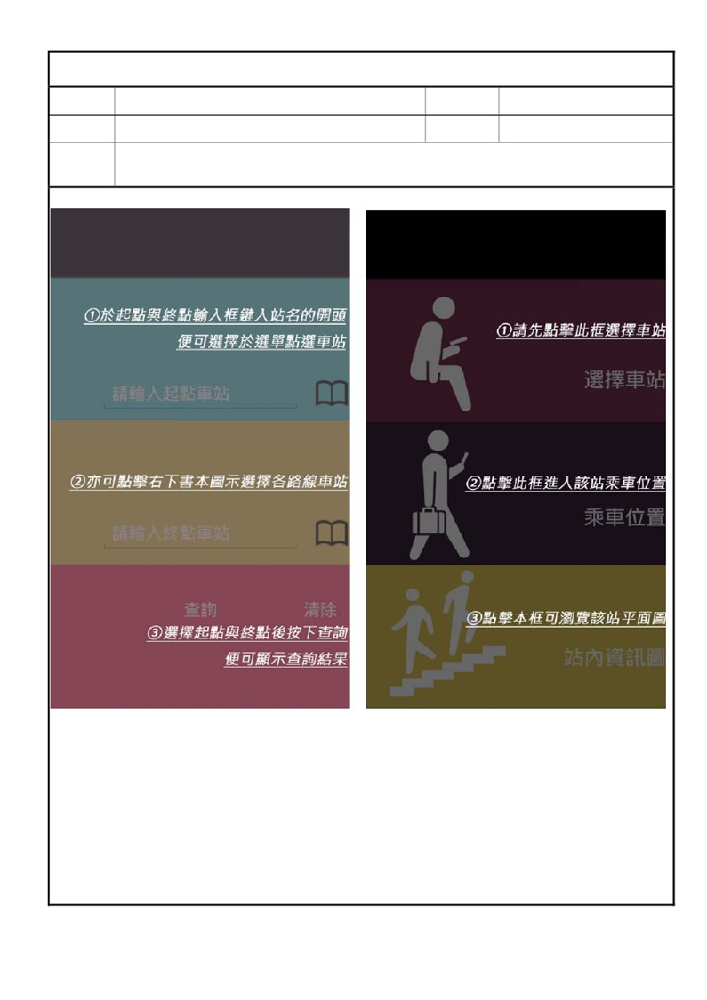 ①於起點與終點輸入框鍵入站名的開頭
便可選擇於選單點選車站
請輸入起點車站
②亦可點擊右下書本圖示選擇各路線車站
請輸入終點車站
查詢 清除
③選擇起點與終點後按下查詢
便可顯示查詢結果
①請先點擊此框選擇車站
選擇車站
②點擊此框進入該站乘車位置
乘車位置
③點擊本框可瀏覽該站平面圖
站內資訊圖